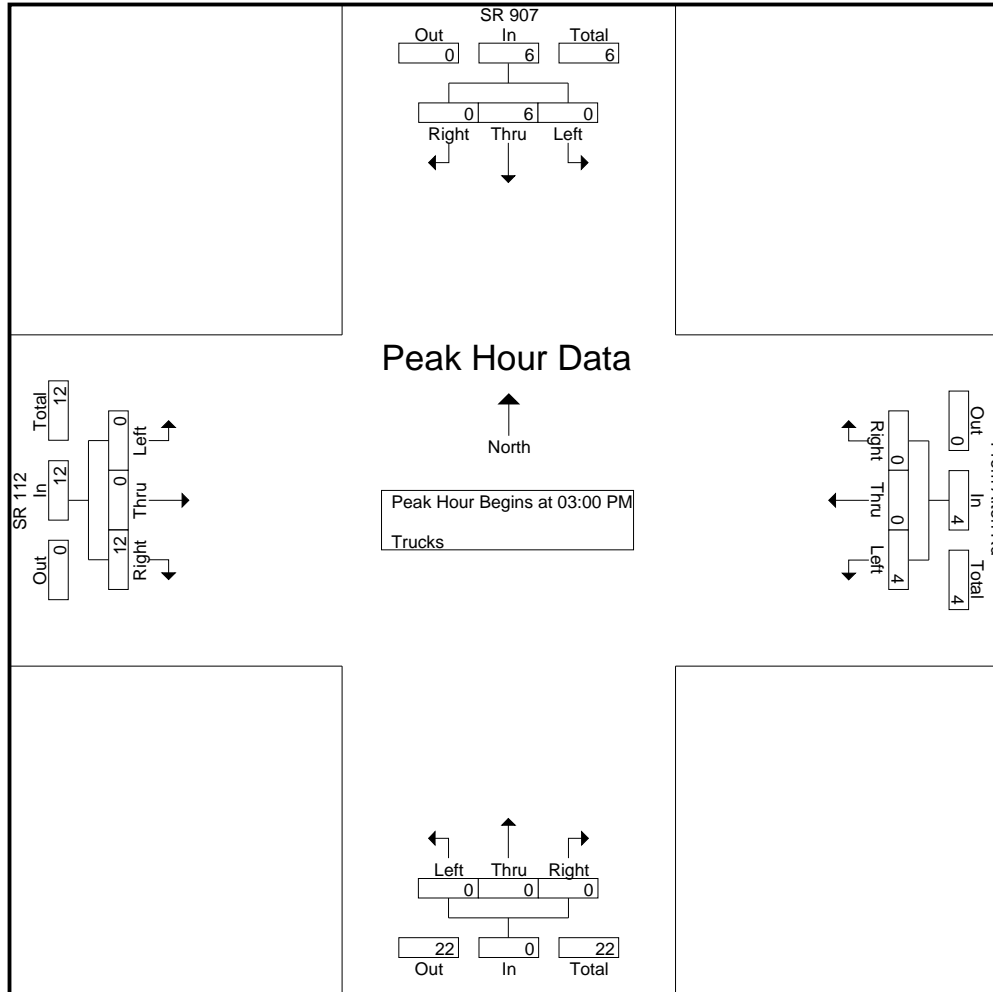 SR 907
Out In Total
0 6 6
0 6 0
Right Thru Left
Peak Hour Data
North
Peak Hour Begins at 03:00 PM
Trucks
SR 112
Out In Total
0 12 12
Right Thru Left
12 0 0
Out In Total
0 4 4
Right Thru Left
0 0 4
Left Thru Right
0 0 0
22 0 22
Out In Total